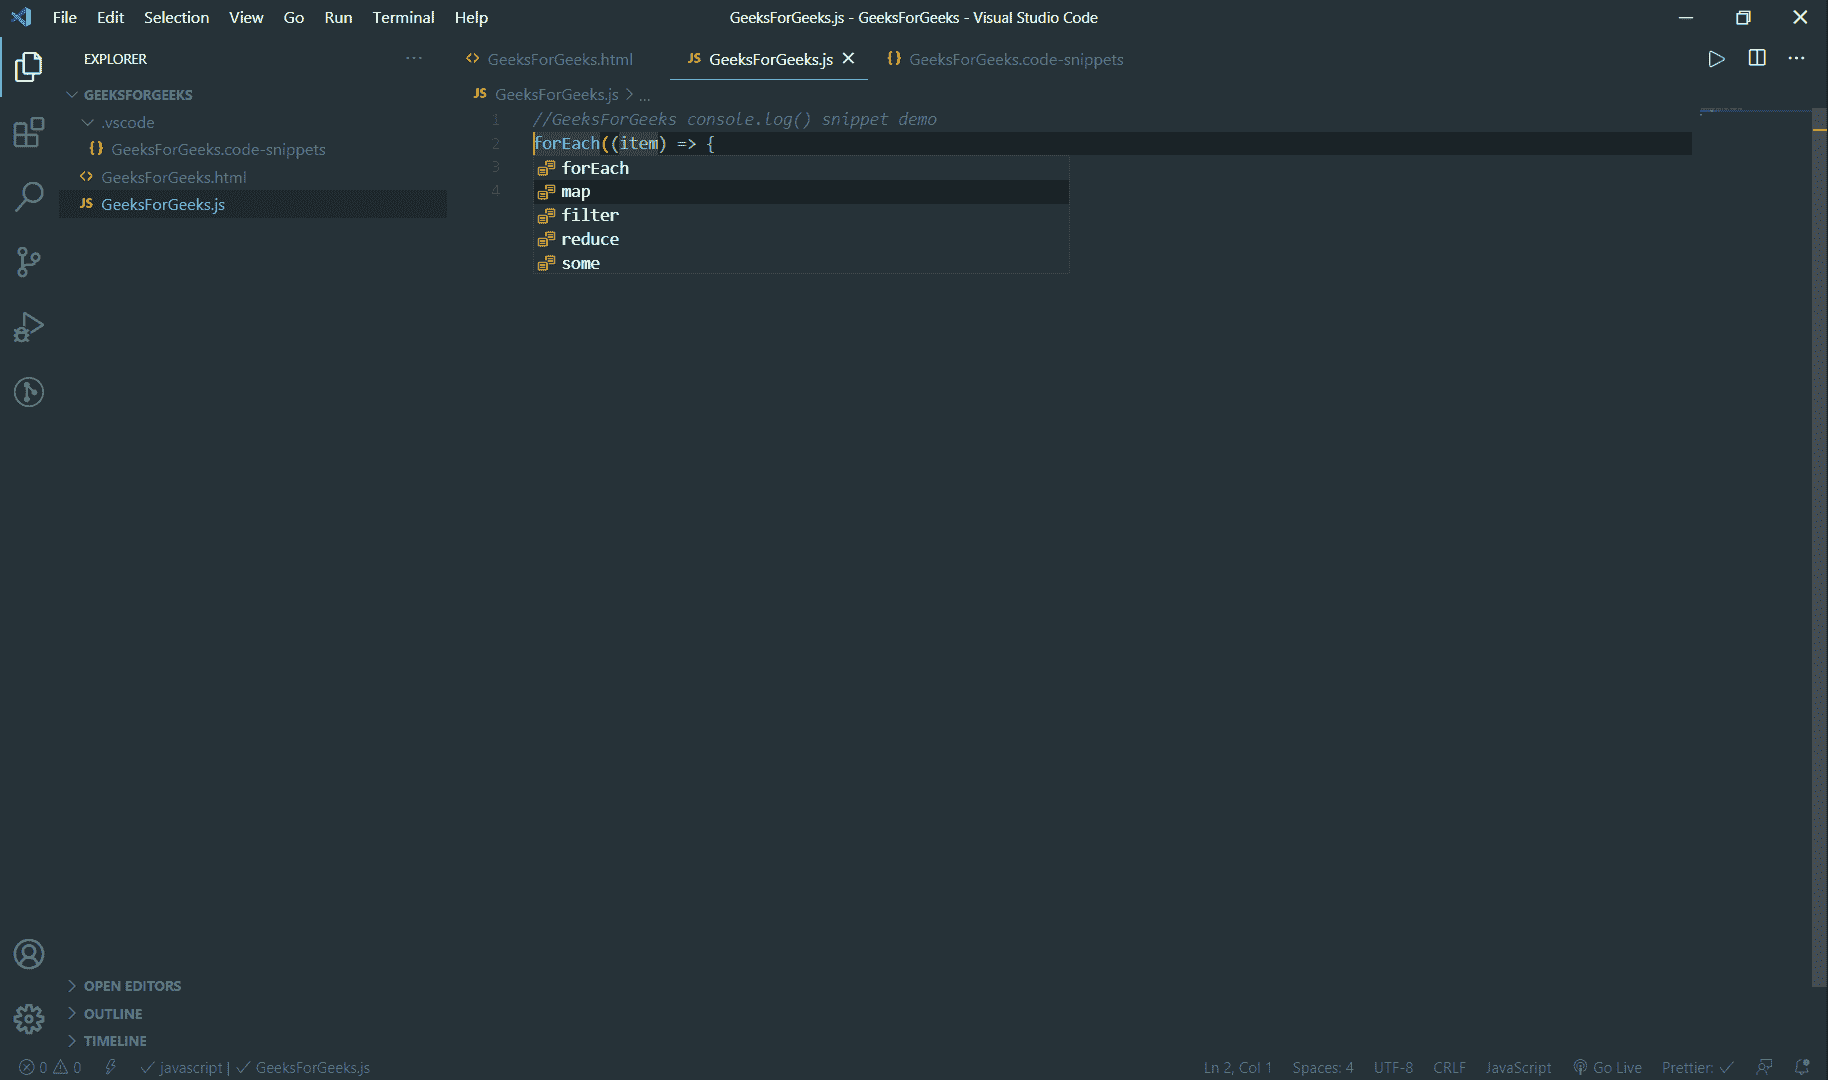 File Edit Selection View Go Run Terminal Help
GeeksForGeeks.js - GeeksForGeeks - Visual Studio Code
EXPLORER
GEEKSFORGEEKS
.vscode
{} GeeksForGeeks.code-snippets
<> GeeksForGeeks.html
JS GeeksForGeeks.js
<> GeeksForGeeks.html JS GeeksForGeeks.js {} GeeksForGeeks.code-snippets
JS GeeksForGeeks.js > ...
1 //GeeksForGeeks console.log() snippet demo
2 forEach((item) => {
3
4
forEach
map
filter
reduce
some
OPEN EDITORS
OUTLINE
TIMELINE
0 0 javascript | GeeksForGeeks.js Ln 2, Col 1 Spaces: 4 UTF-8 CRLF JavaScript Go Live Prettier: